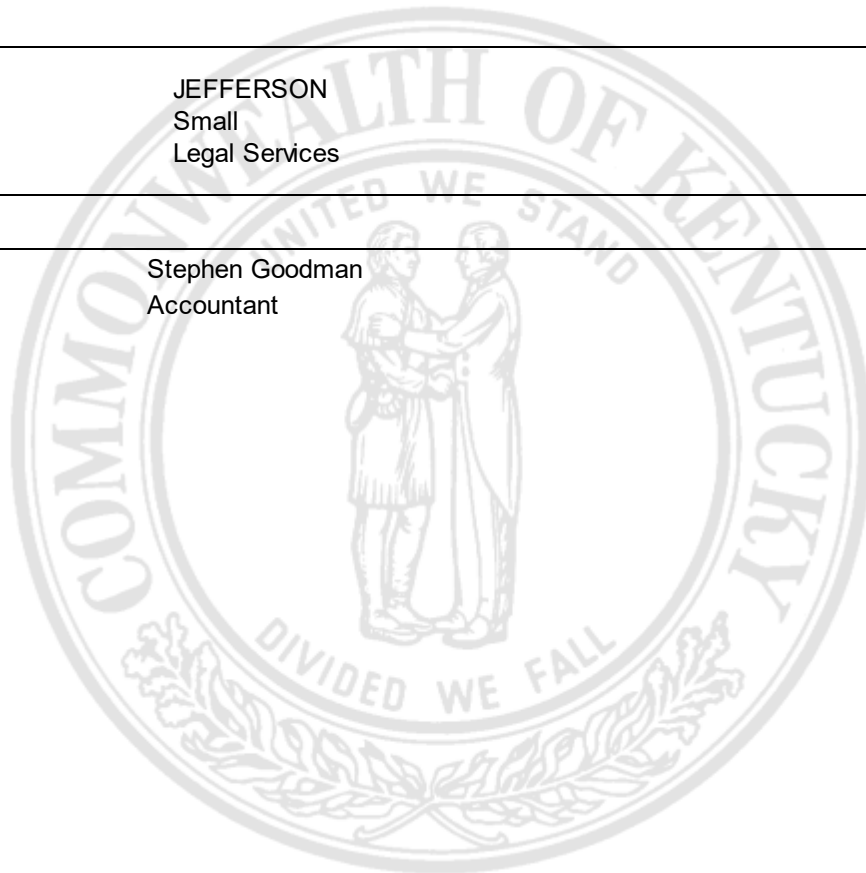 JEFFERSON
Small
Legal Services
Stephen Goodman
Accountant
COMMONWEALTH OF KENTUCKY
UNITED WE STAND
DIVIDED WE FALL